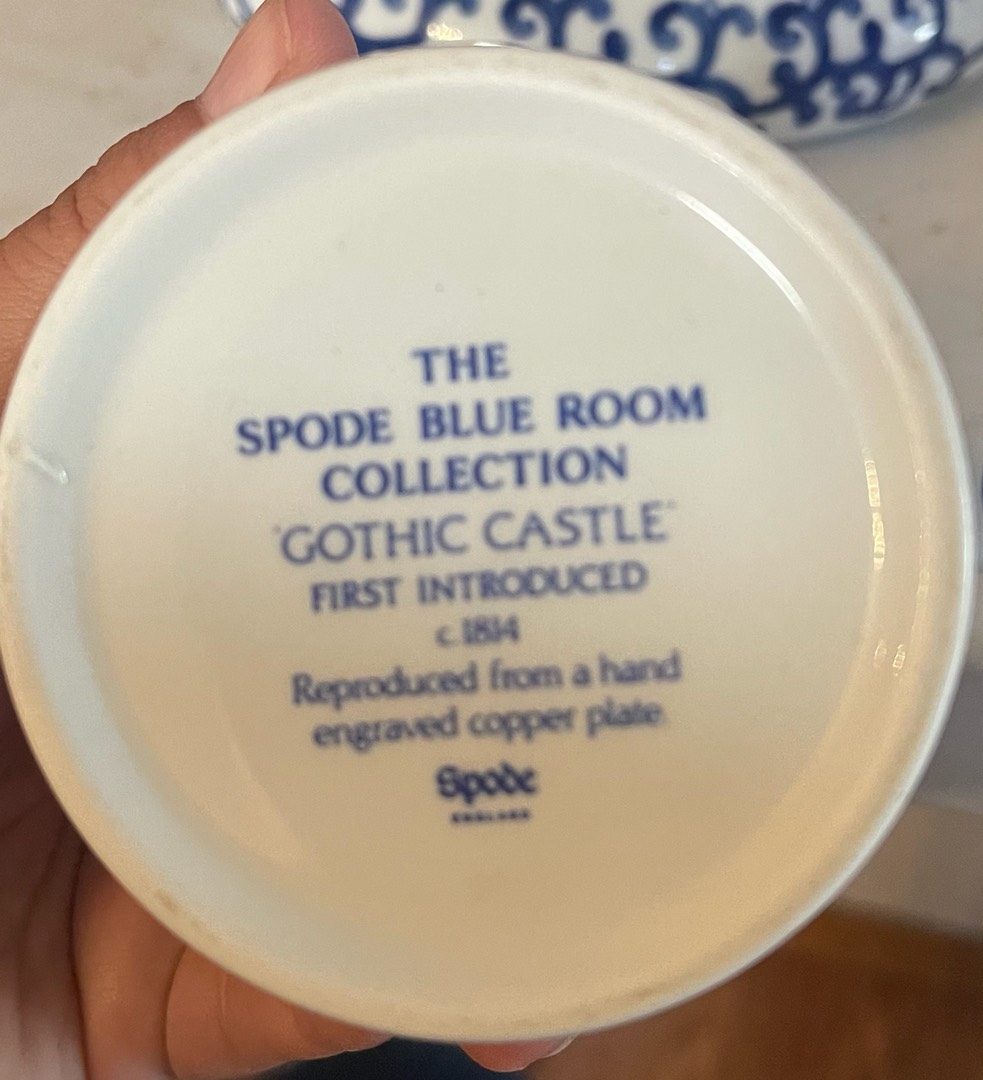 THE
SPODE BLUE ROOM
COLLECTION
"GOTHIC CASTLE"
FIRST INTRODUCED
c.1814
Reproduced from a hand
engraved copper plate.
Spode
ENGLAND